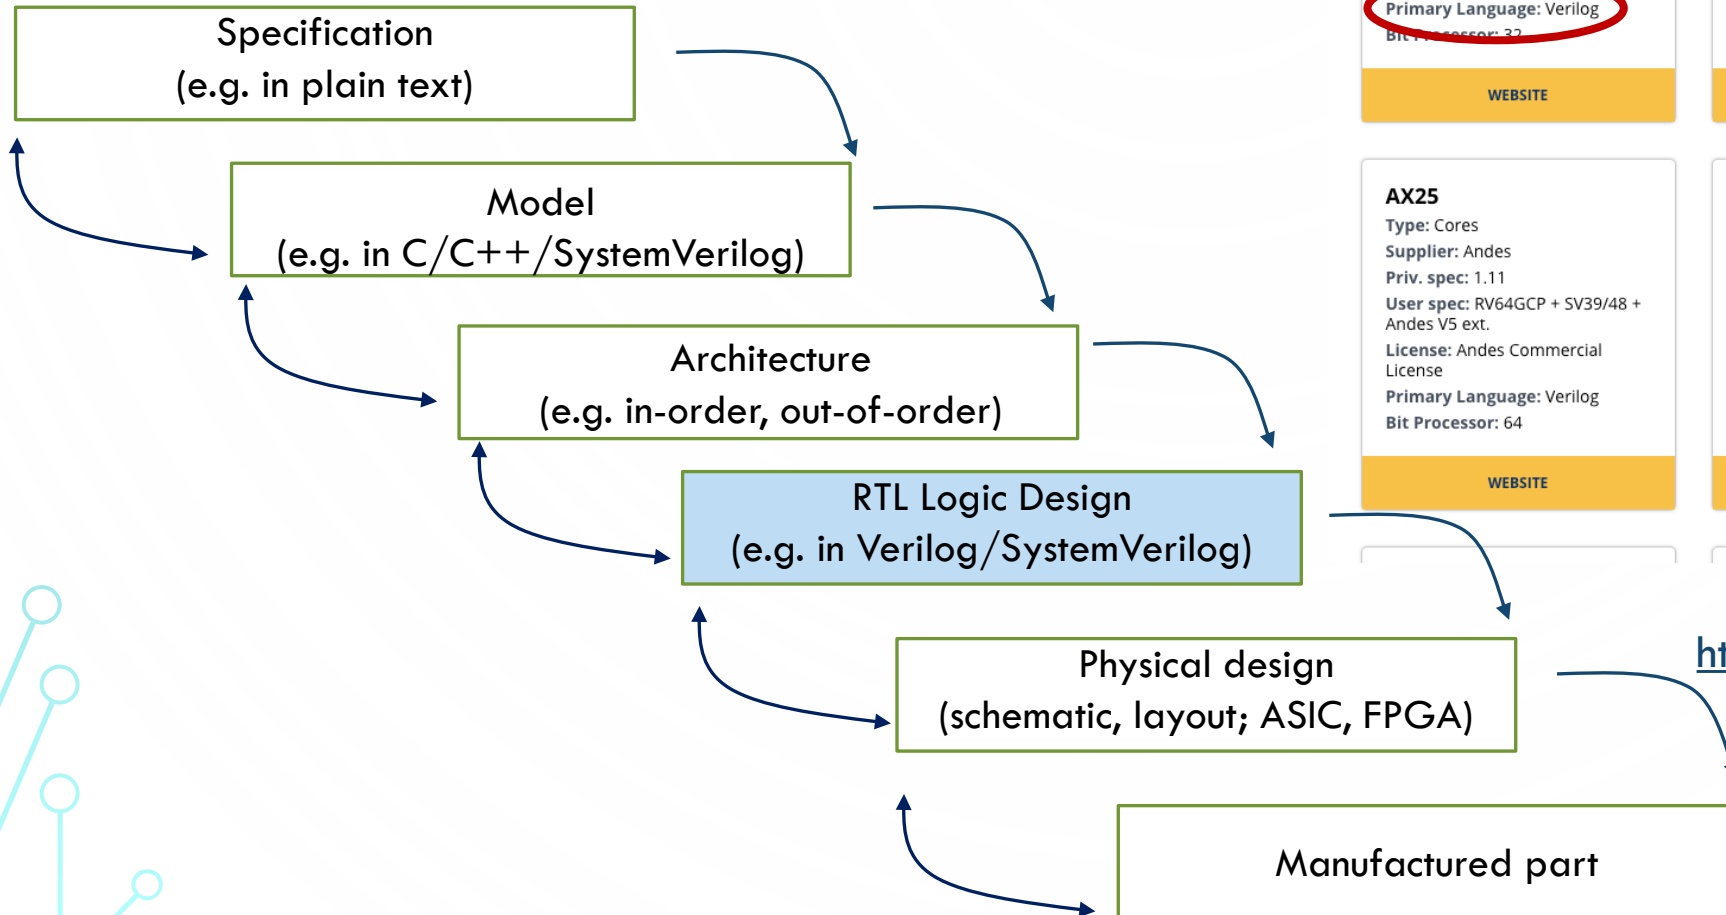 Specification
(e.g. in plain text)
Model
(e.g. in C/C++/SystemVerilog)
Architecture
(e.g. in-order, out-of-order)
RTL Logic Design
(e.g. in Verilog/SystemVerilog)
Physical design
(schematic, layout; ASIC, FPGA)
Manufactured part
Primary Language: Verilog
Bit Processor: 32
WEBSITE
AX25
Type: Cores
Supplier: Andes
Priv. spec: 1.11
User spec: RV64GCP + SV39/48 +
Andes V5 ext.
License: Andes Commercial
License
Primary Language: Verilog
Bit Processor: 64
WEBSITE